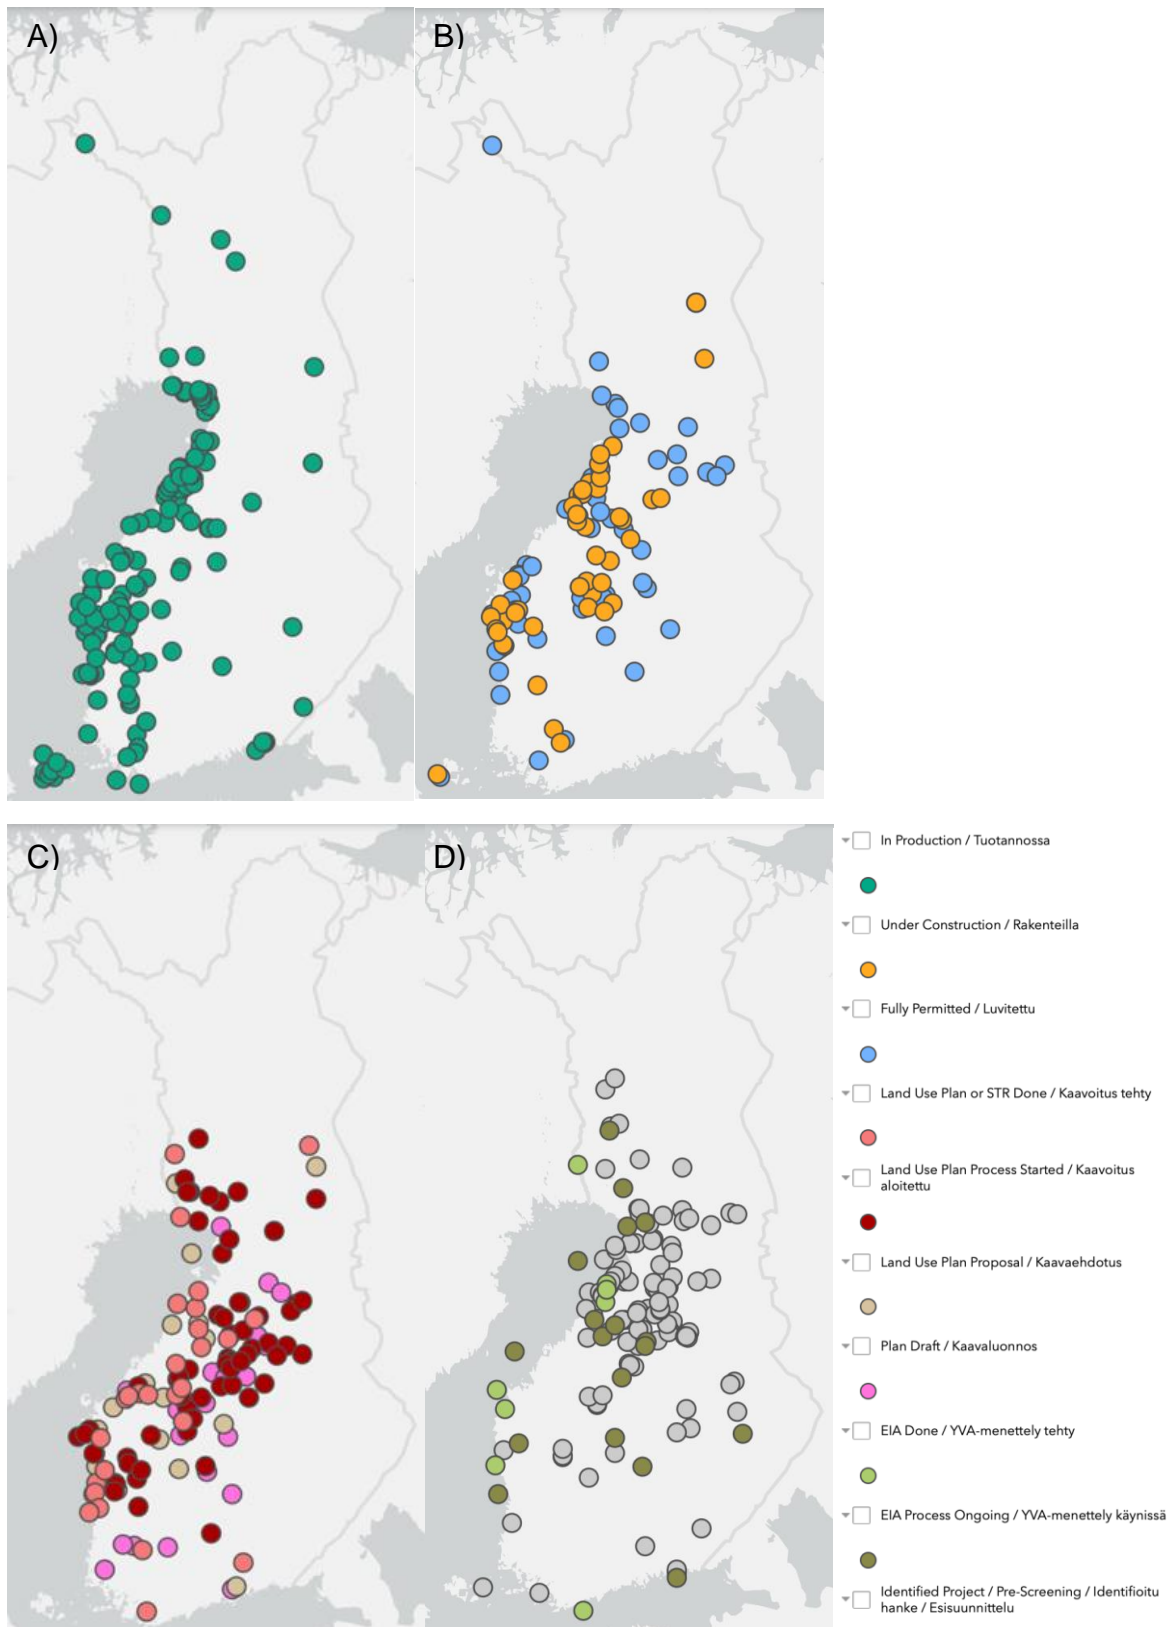 A)
B)
C)
D)
In Production / Tuotannossa
Under Construction / Rakenteilla
Fully Permitted / Luvitettu
Land Use Plan or STR Done / Kaavoitus tehty
Land Use Plan Process Started / Kaavoitus
aloitettu
Land Use Plan Proposal / Kaavaehdotus
Plan Draft / Kaavaluonnos
EIA Done / YVA-menettely tehty
EIA Process Ongoing / YVA-menettely käynissä
Identified Project / Pre-Screening / Identifioitu
hanke / Esisuunnittelu